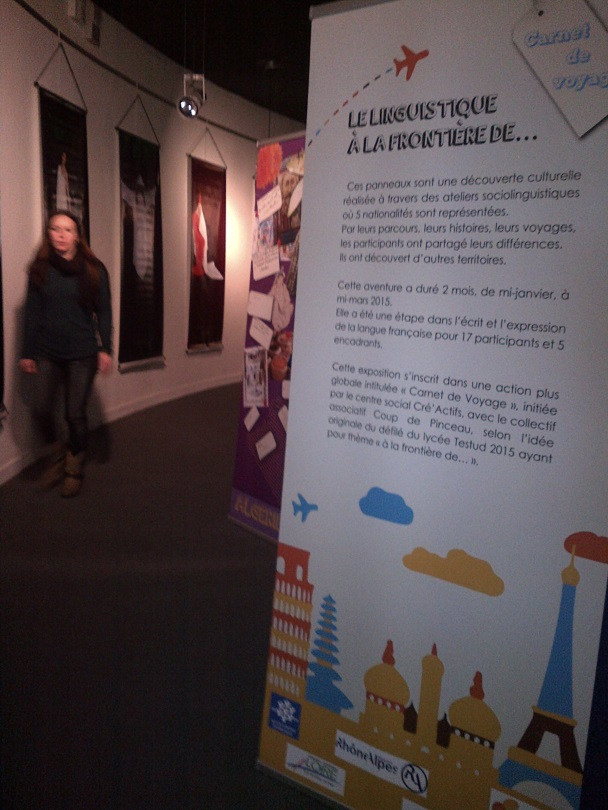 Carnet
de
LE LINGUISTIQUE
À LA FRONTIÈRE DE...
Ces panneaux sont une découverte culturelle
réalisée à travers des ateliers sociolinguistiques
où 5 nationalités sont représentées.
Par leurs parcours, leurs histoires, leurs voyages,
les participants ont partagé leurs différences.
Ils ont découvert d'autres territoires.
Cette aventure a duré 2 mois, de mi-janvier, à
mi-mars 2015.
Elle a été une étape dans l'écrit et l'expression
de la langue française pour 17 participants et 5
encadrants.
Cette exposition s'inscrit dans une action plus
globale intitulée « Carnet de Voyage », initiée
par le centre social Cré'Actifs, avec le collectif
associatif Coup de Pinceau, selon l'idée
originale du défilé du lycée Testud 2015 ayant
pour thème « à la frontière de... ».
RhôneAlpes